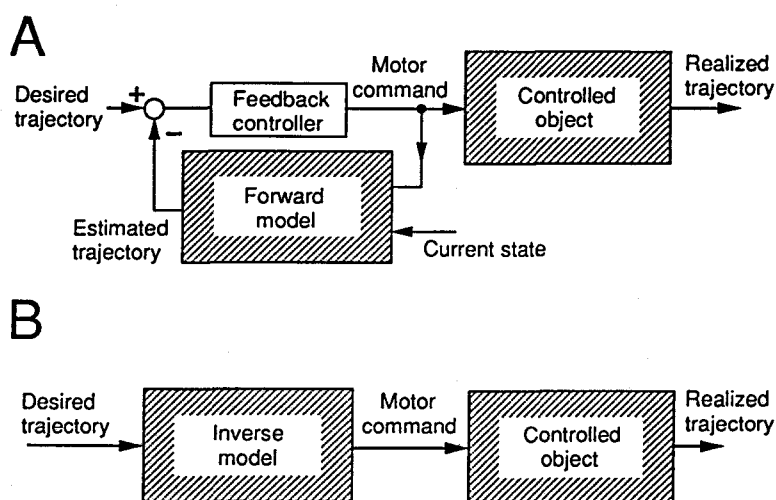 A
Desired
trajectory
+
−
Feedback
controller
Motor
command
Controlled
object
Realized
trajectory
Forward
model
Estimated
trajectory
Current state
B
Desired
trajectory
Inverse
model
Motor
command
Controlled
object
Realized
trajectory